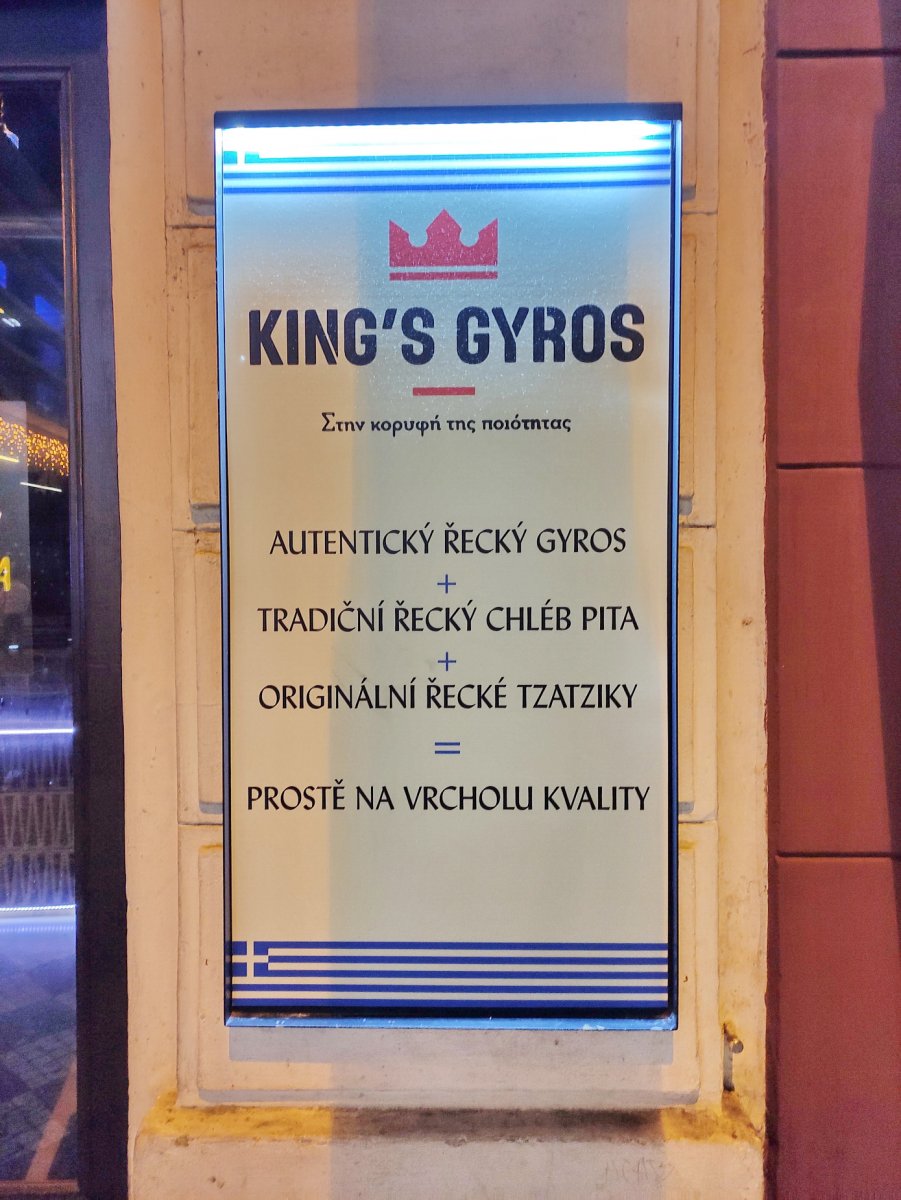 KING'S GYROS
Στην κορυφή της ποιότητας
AUTENTICKÝ ŘECKÝ GYROS
+
TRADIČNÍ ŘECKÝ CHLÉB PITA
+
ORIGINÁLNÍ ŘECKÉ TZATZIKY
=
PROSTĚ NA VRCHOLU KVALITY